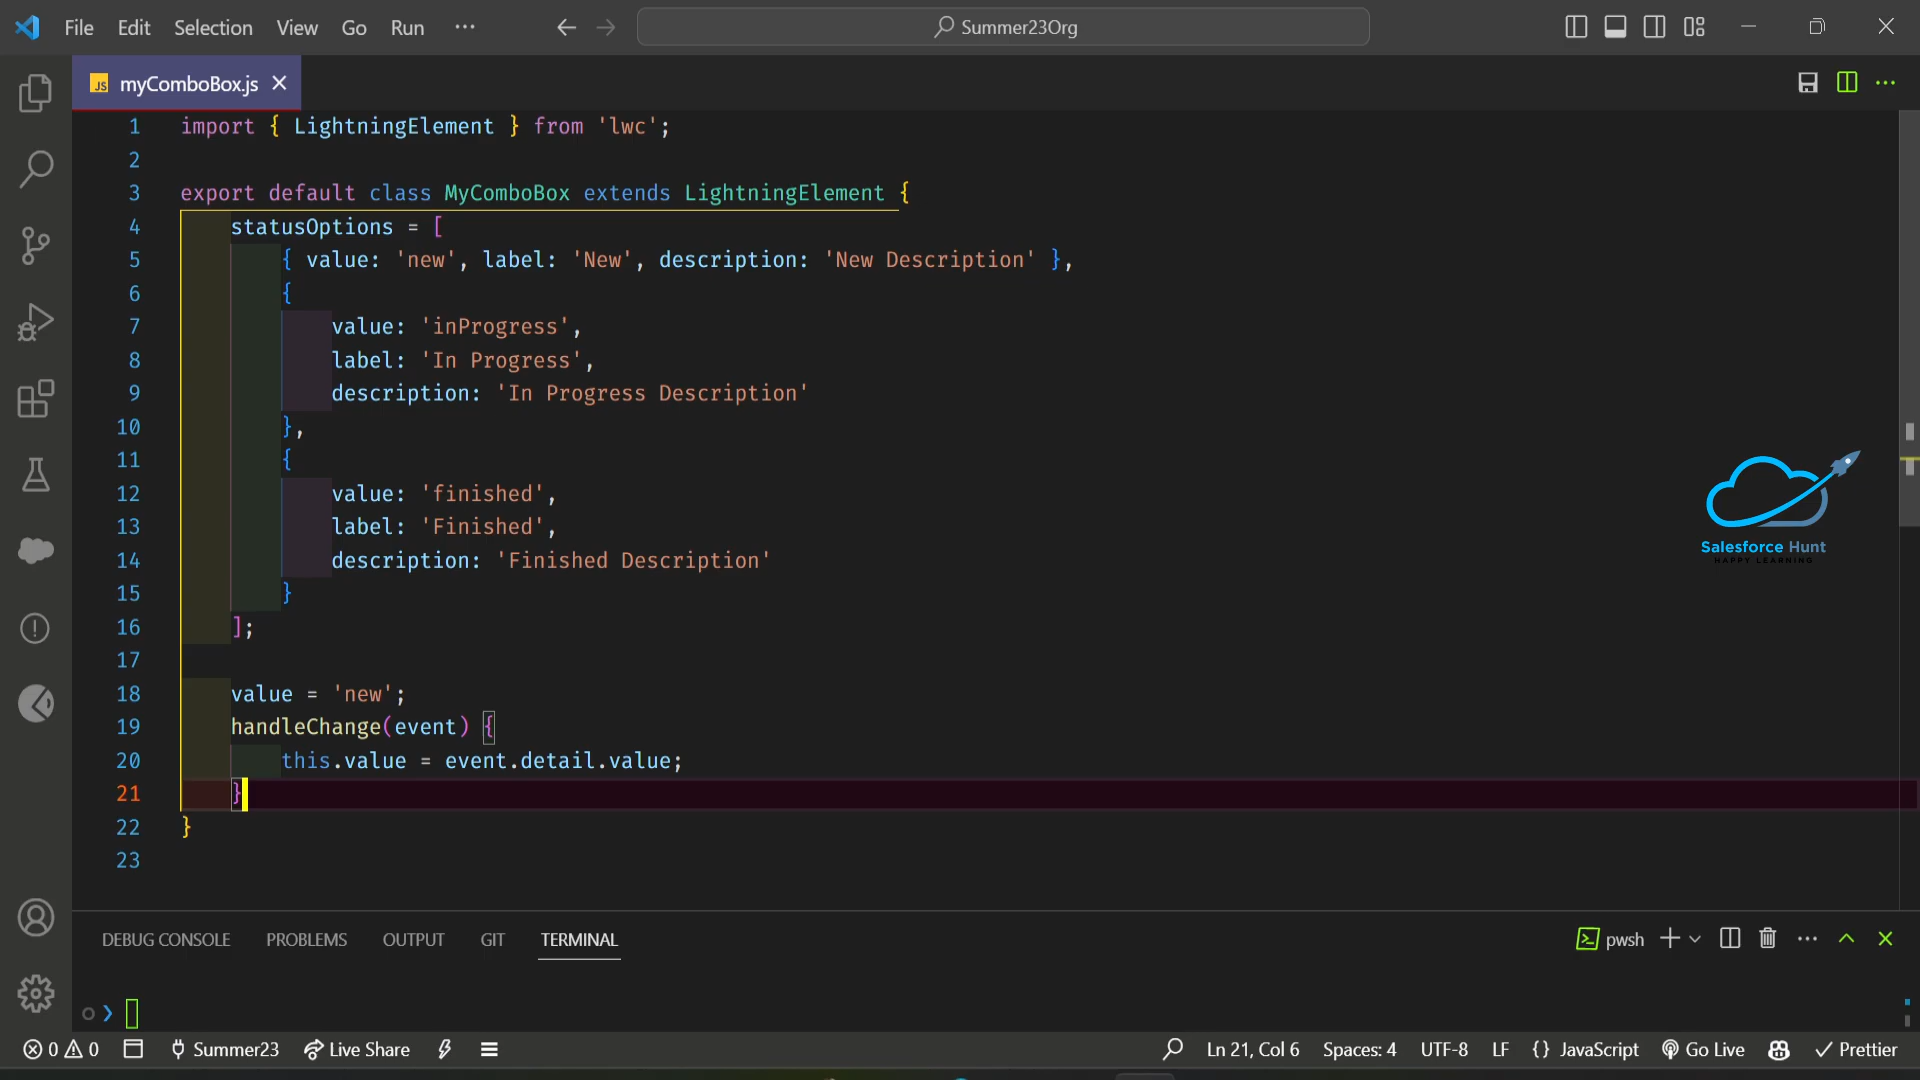 File Edit Selection View Go Run ··· Summer23Org
JS myComboBox.js
1 import { LightningElement } from 'lwc';
2
3 export default class MyComboBox extends LightningElement {
4 statusOptions = [
5 { value: 'new', label: 'New', description: 'New Description' },
6 {
7 value: 'inProgress',
8 label: 'In Progress',
9 description: 'In Progress Description'
10 },
11 {
12 value: 'finished',
13 label: 'Finished',
14 description: 'Finished Description'
15 }
16 ];
17
18 value = 'new';
19 handleChange(event) {
20 this.value = event.detail.value;
21 }
22 }
23
Salesforce Hunt
HAPPY LEARNING
DEBUG CONSOLE PROBLEMS OUTPUT GIT TERMINAL pwsh
0 0 Summer23 Live Share Ln 21, Col 6 Spaces: 4 UTF-8 LF {} JavaScript Go Live Prettier